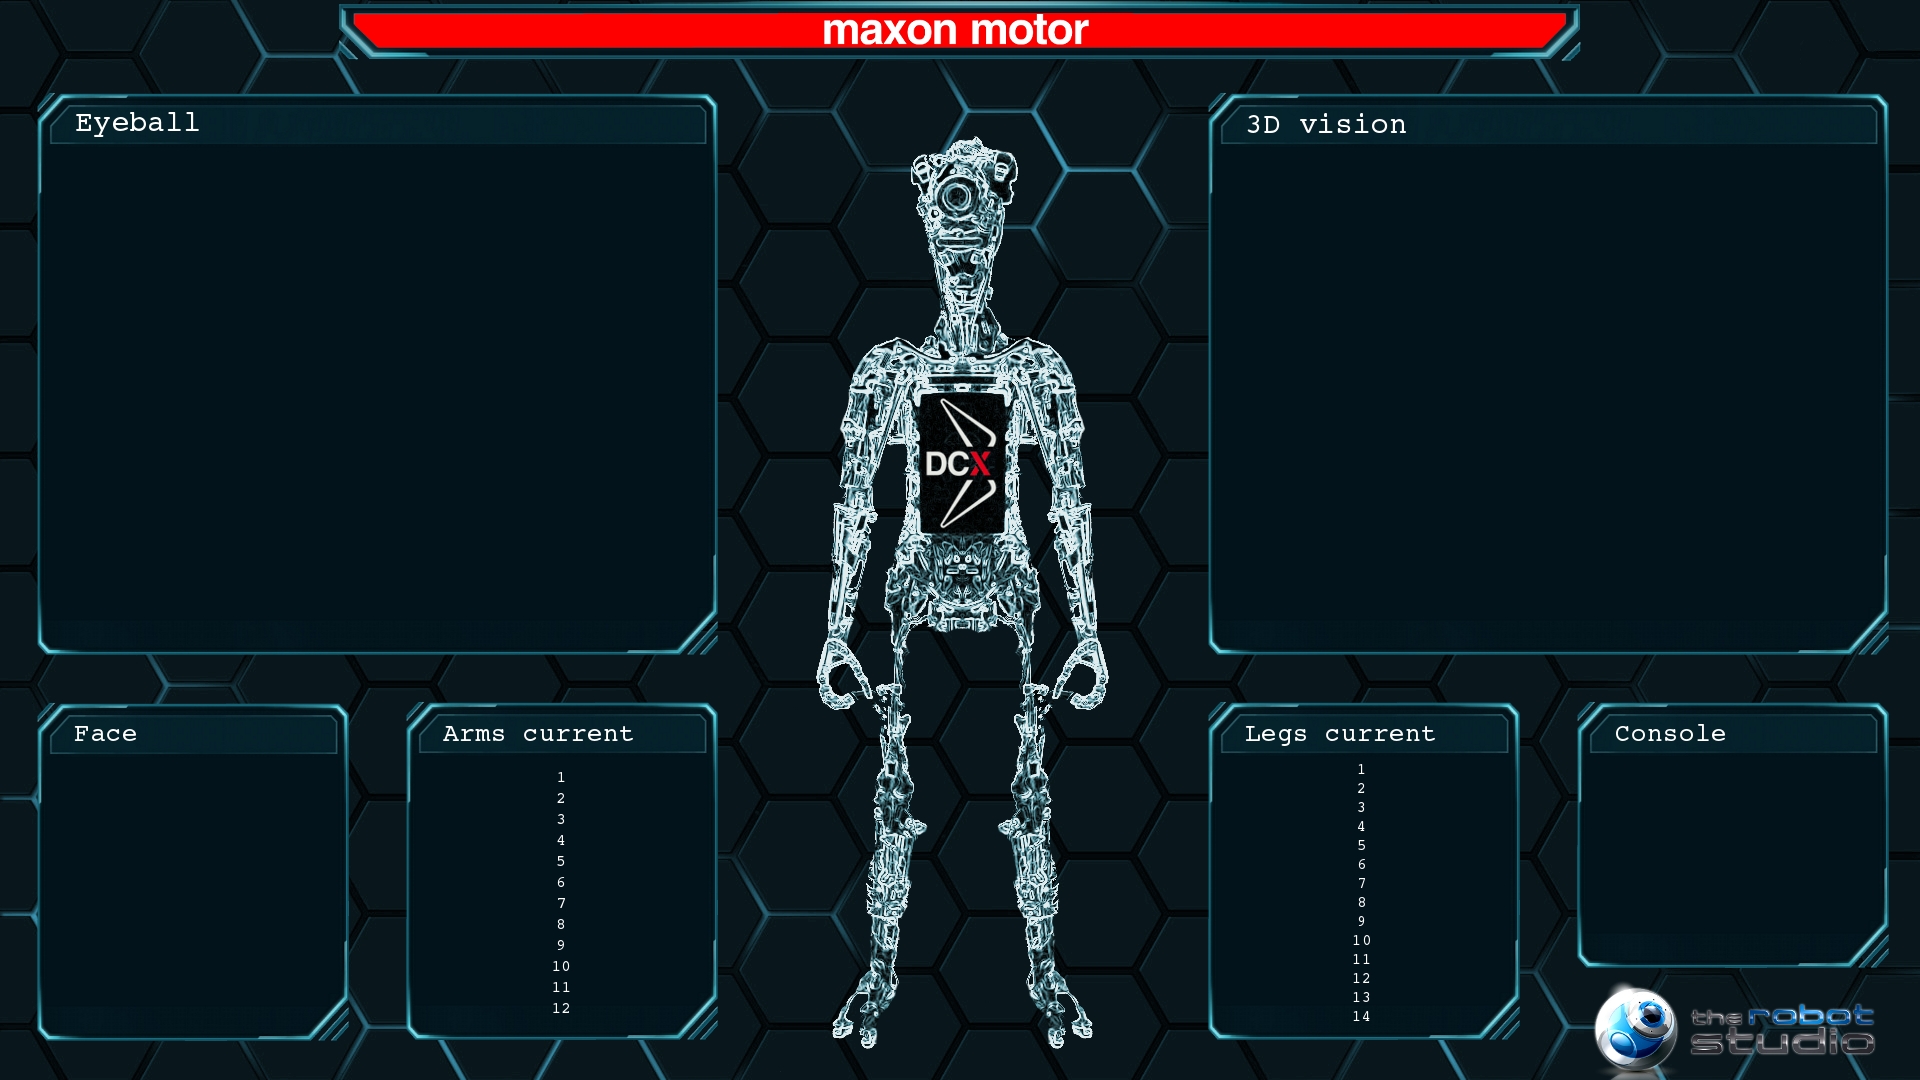 maxon motor
Eyeball
3D vision
DCX
Face
Arms current
1
2
3
4
5
6
7
8
9
10
11
12
Legs current
1
2
3
4
5
6
7
8
9
10
11
12
13
14
Console
the robot
studio